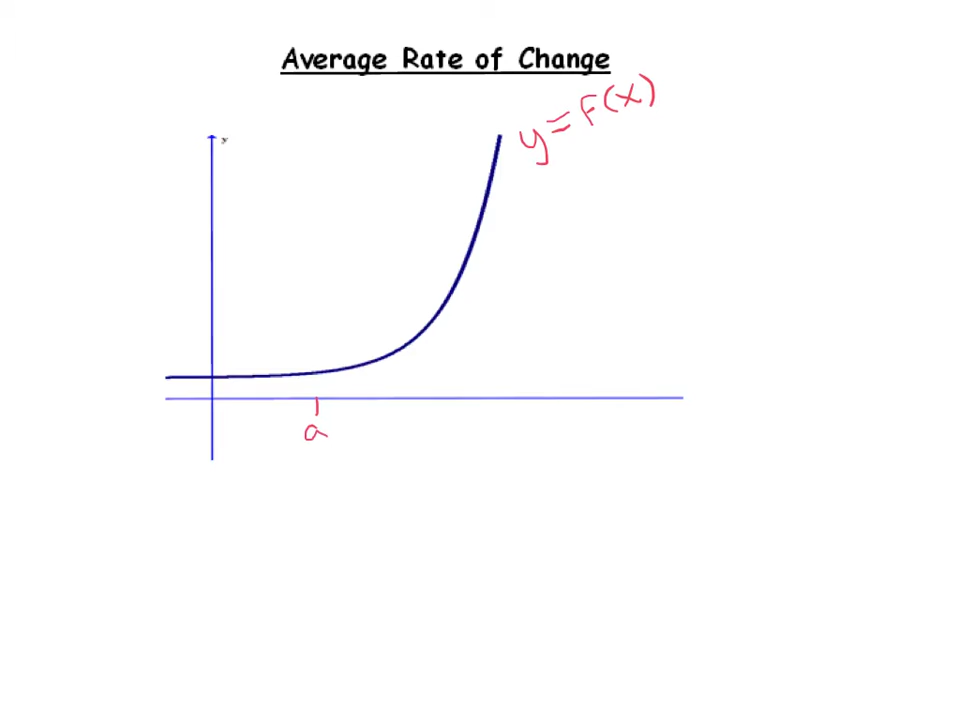 Average Rate of Change
y = F(x)
y
a